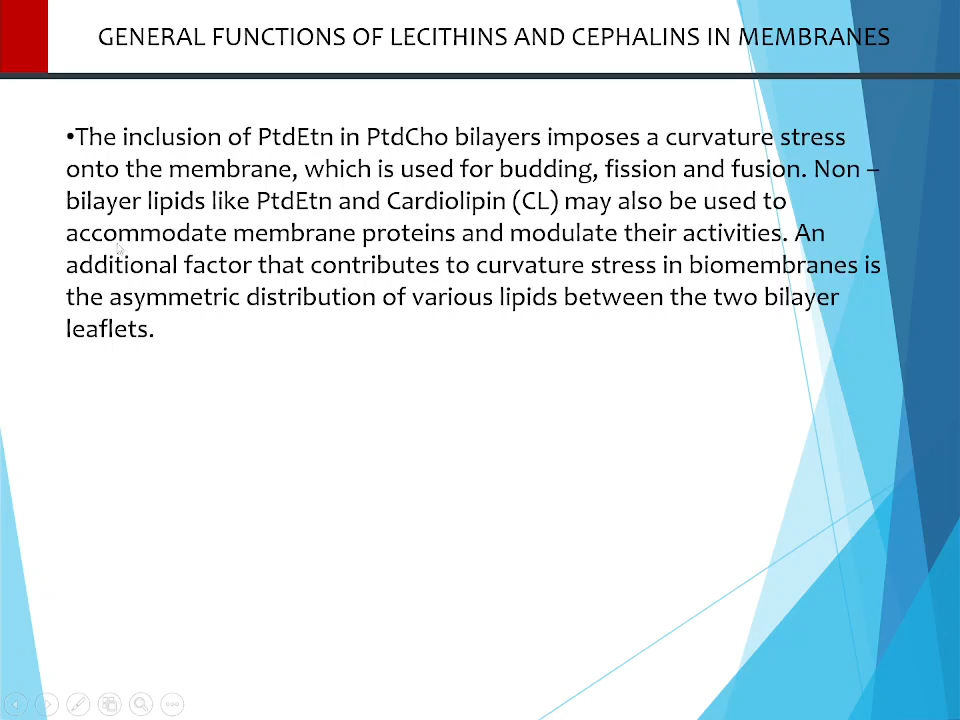 GENERAL FUNCTIONS OF LECITHINS AND CEPHALINS IN MEMBRANES
•The inclusion of PtdEtn in PtdCho bilayers imposes a curvature stress
onto the membrane, which is used for budding, fission and fusion. Non –
bilayer lipids like PtdEtn and Cardiolipin (CL) may also be used to
accommodate membrane proteins and modulate their activities. An
additional factor that contributes to curvature stress in biomembranes is
the asymmetric distribution of various lipids between the two bilayer
leaflets.